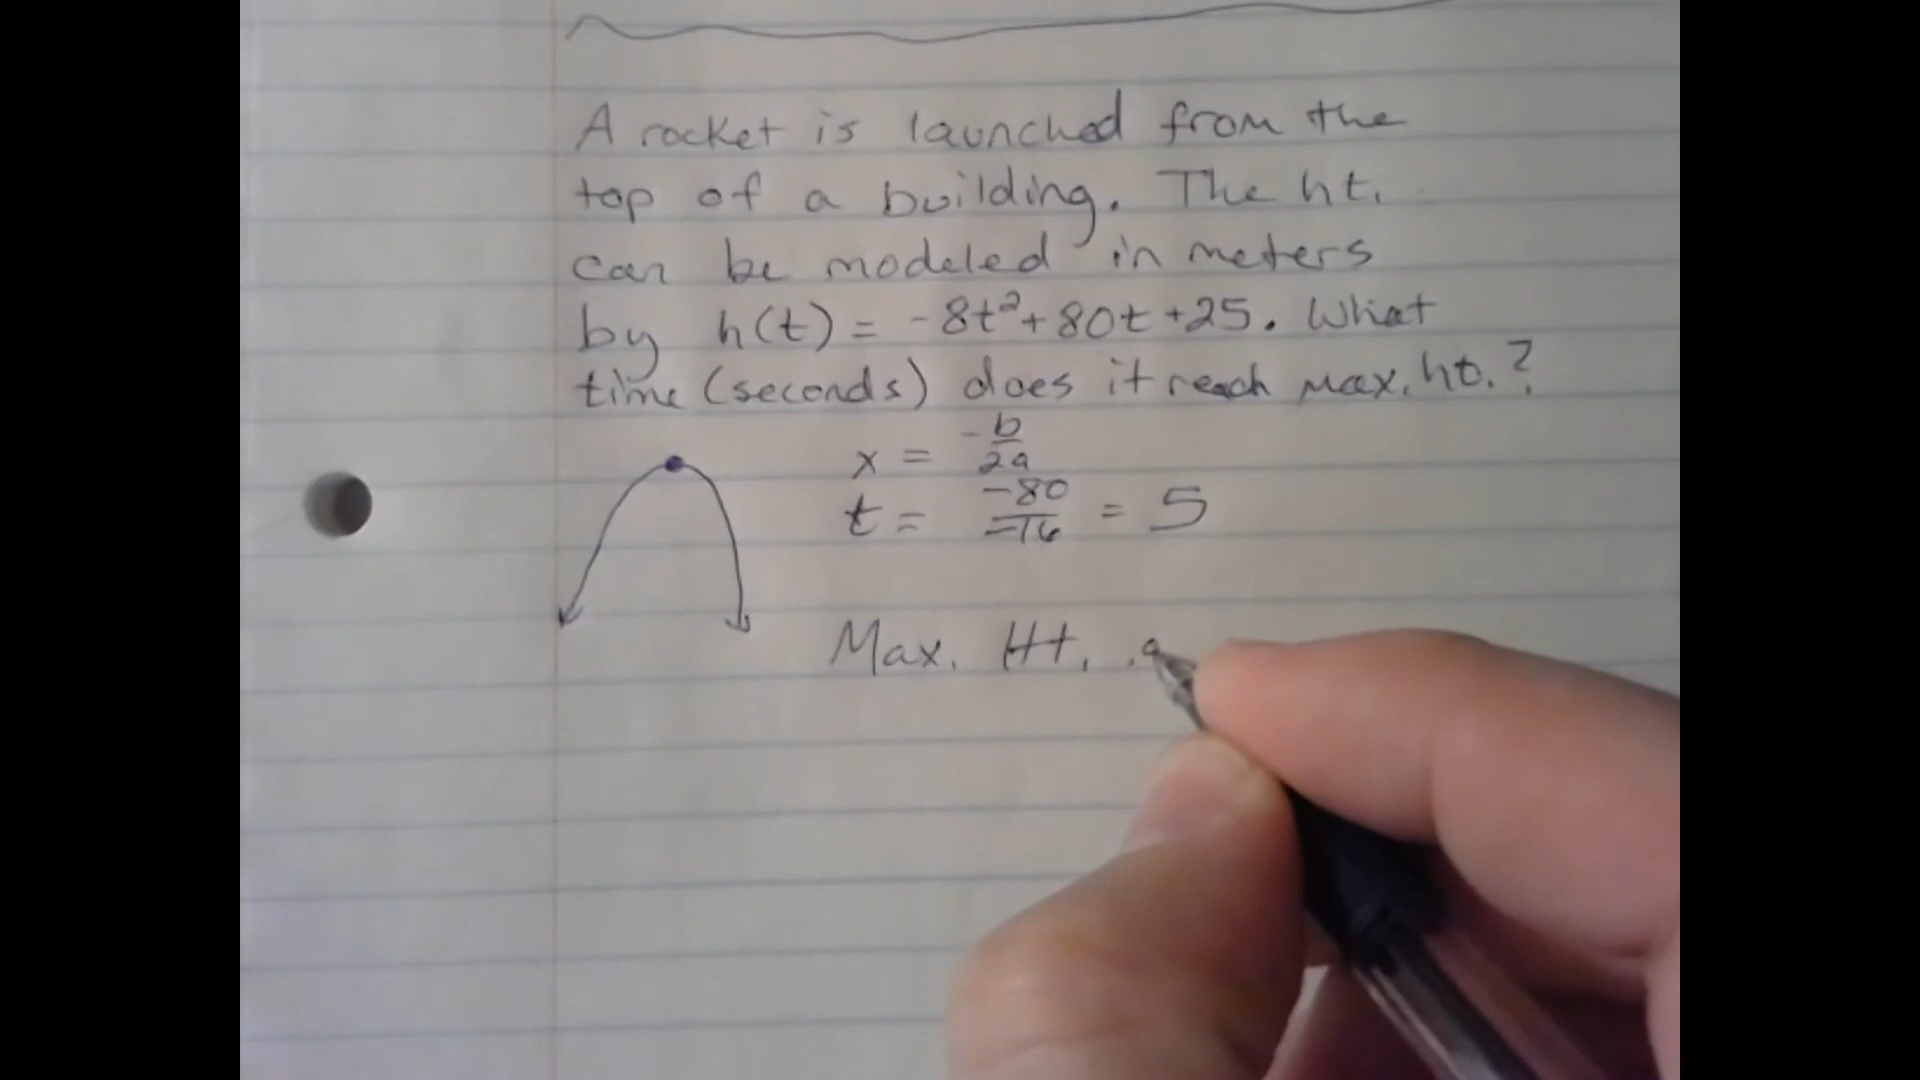 A rocket is launched from the
top of a building. The ht.
can be modeled in meters
by h(t) = -8t²+80t+25. What
time (seconds) does it reach Max. ht.?
x = -b/2a
t = -80/-16 = 5
Max. Ht. a